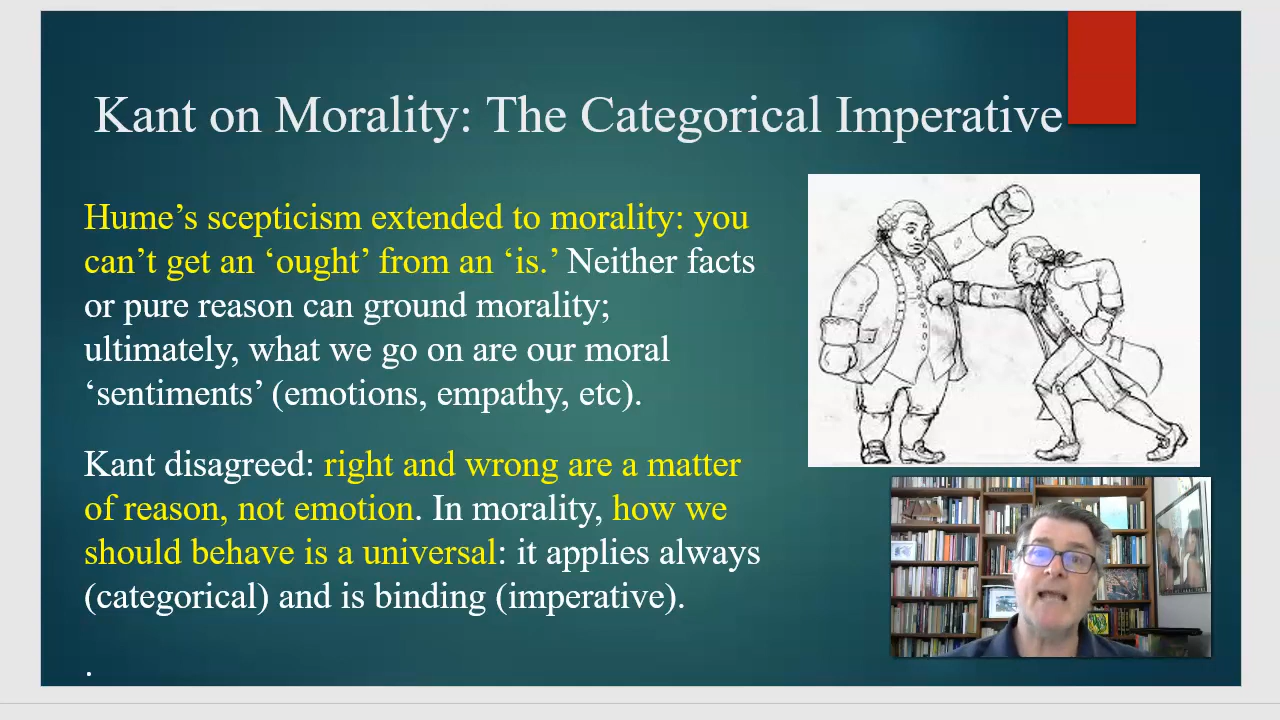 Kant on Morality: The Categorical Imperative
Hume’s scepticism extended to morality: you
can’t get an ‘ought’ from an ‘is.’ Neither facts
or pure reason can ground morality;
ultimately, what we go on are our moral
‘sentiments’ (emotions, empathy, etc).
Kant disagreed: right and wrong are a matter
of reason, not emotion. In morality, how we
should behave is a universal: it applies always
(categorical) and is binding (imperative).
.